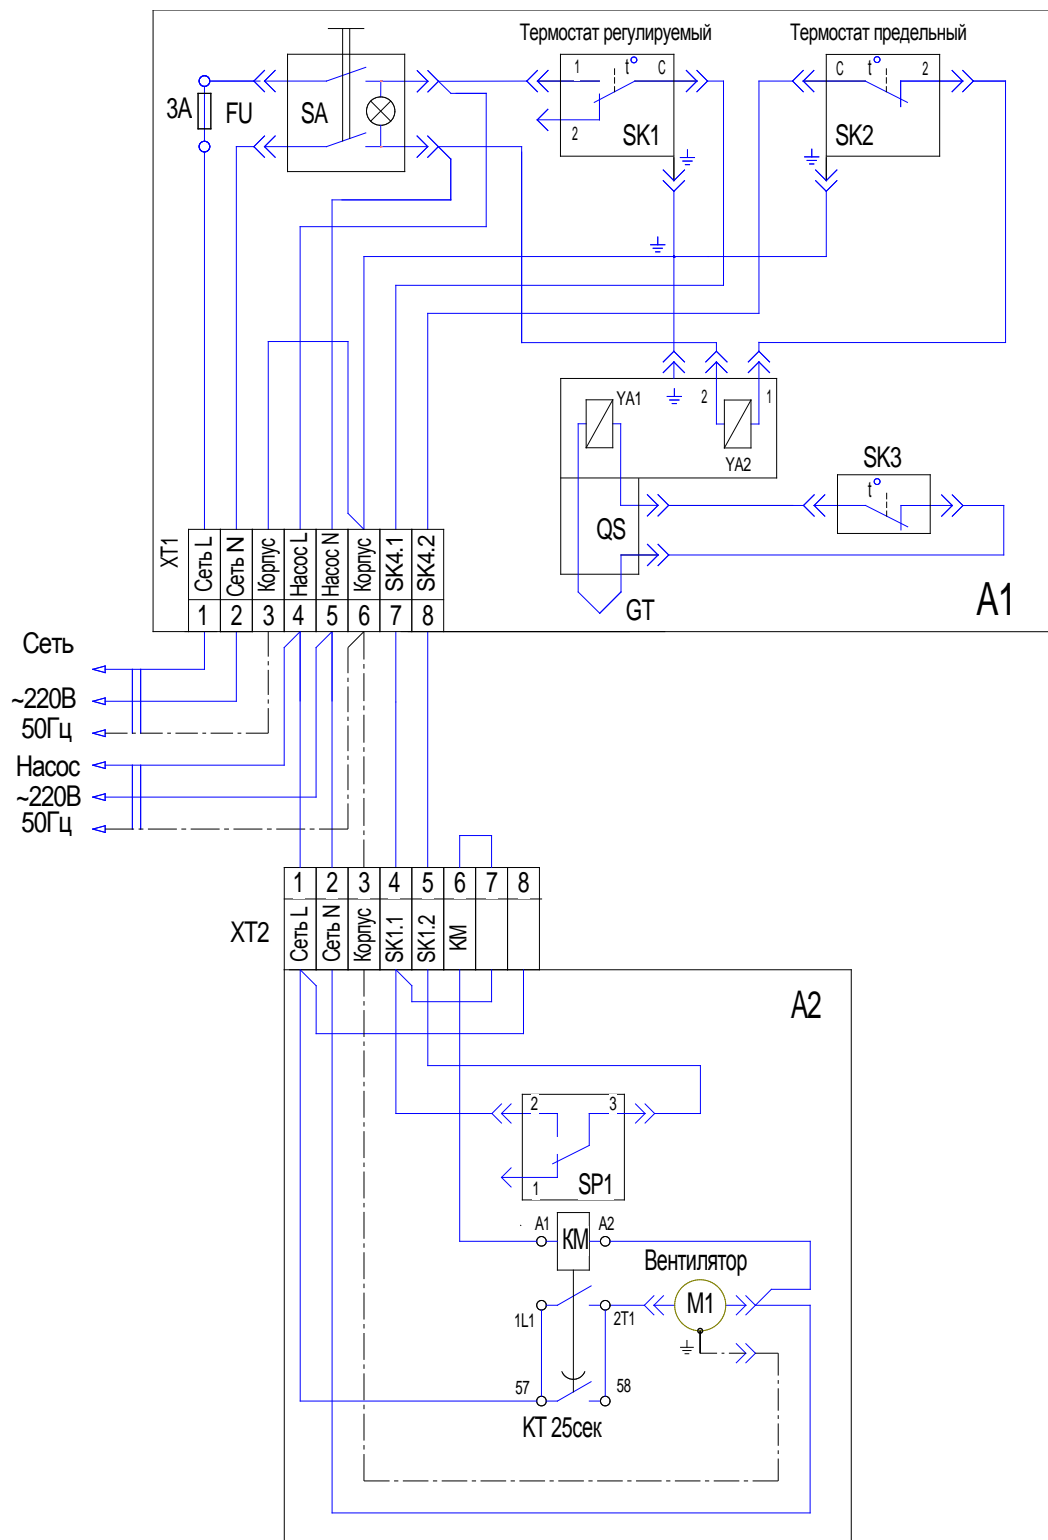 Термостат регулируемый
Термостат предельный
3А
FU
SA
1
t°
C
2
SK1
C
t°
2
SK2
YA1
2
1
YA2
SK3
t°
QS
GT
A1
XT1
Сеть L
Сеть N
Корпус
Насос L
Насос N
Корпус
SK4.1
SK4.2
1
2
3
4
5
6
7
8
Сеть
~220В
50Гц
Насос
~220В
50Гц
XT2
1
2
3
4
5
6
7
8
Сеть L
Сеть N
Корпус
SK1.1
SK1.2
КМ
A2
2
3
1
SP1
A1
КМ
A2
Вентилятор
1L1
2T1
M1
57
58
КТ 25сек